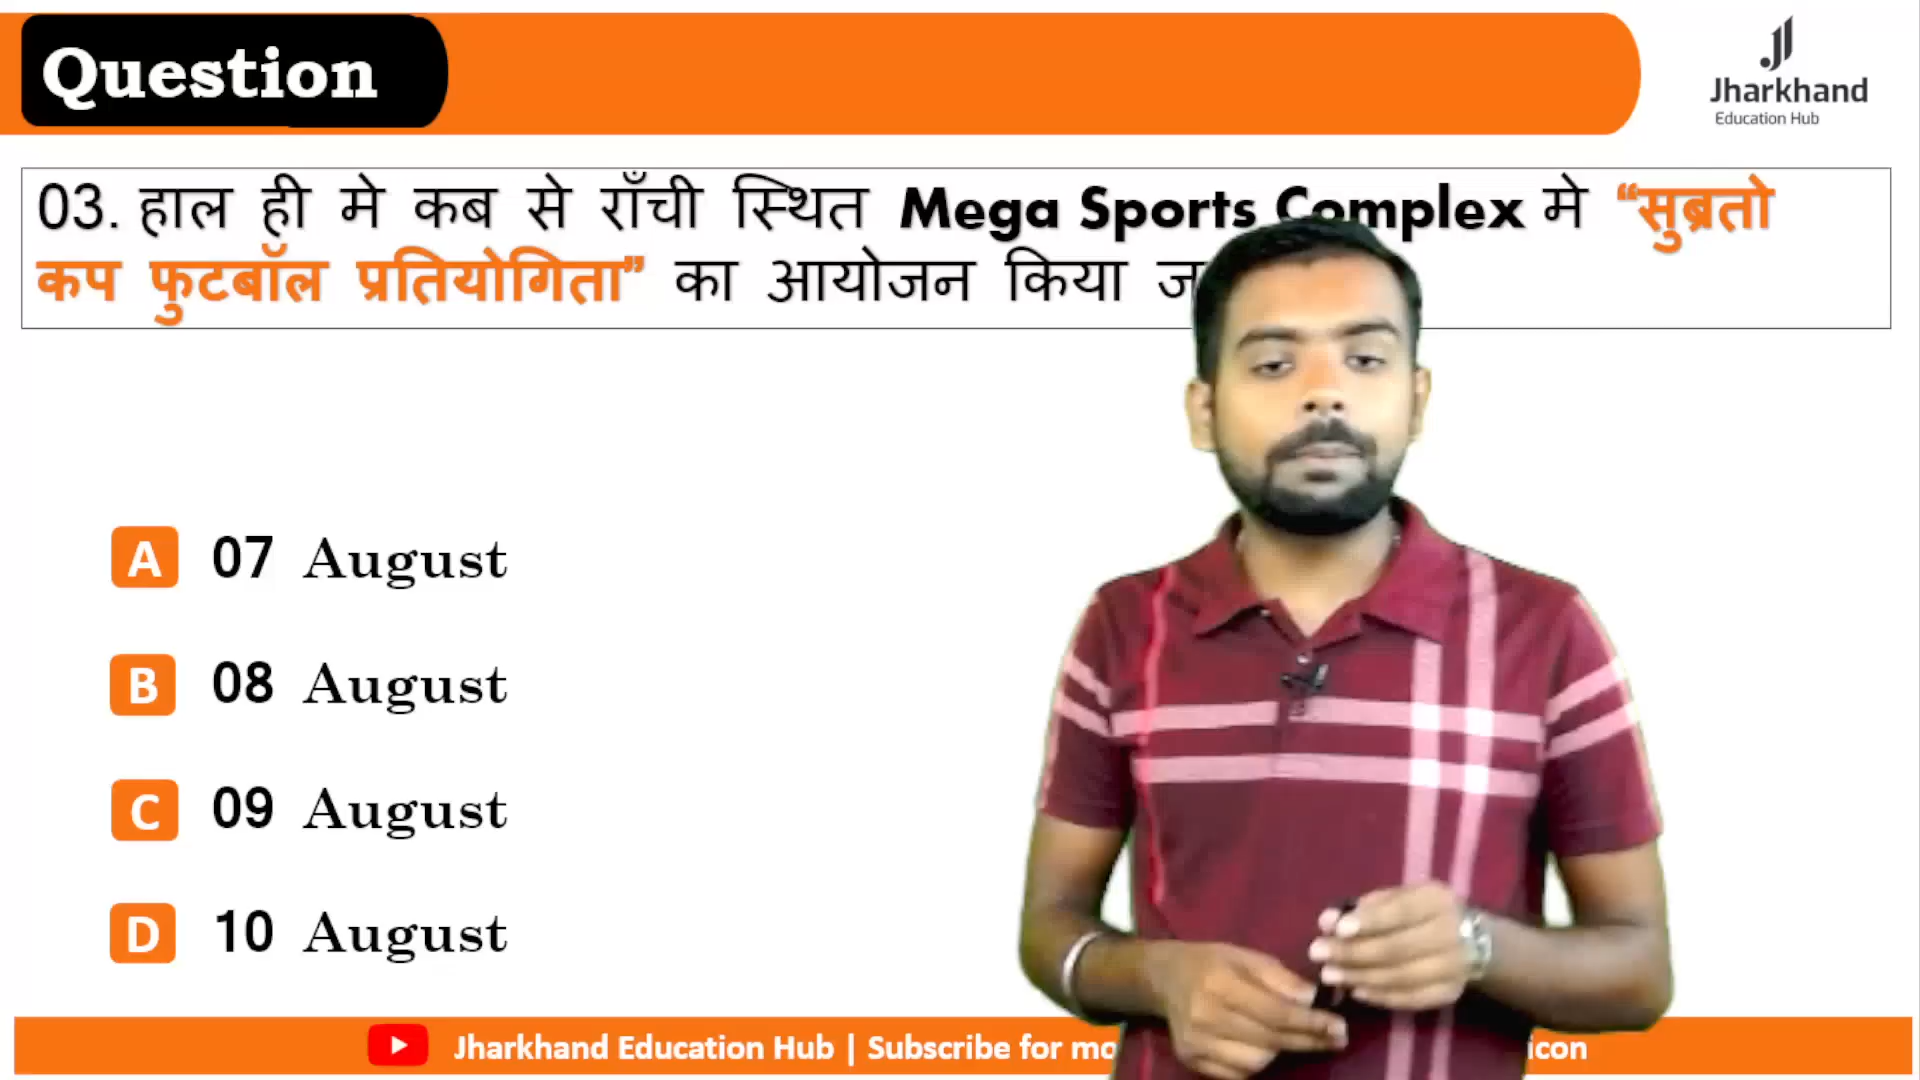 Question
Jharkhand
Education Hub
03. हाल ही मे कब से राँची स्थित Mega Sports Complex मे “सुब्रतो
कप फुटबॉल प्रतियोगिता” का आयोजन किया
A 07 August
B 08 August
C 09 August
D 10 August
Jharkhand Education Hub | Subscribe for icon